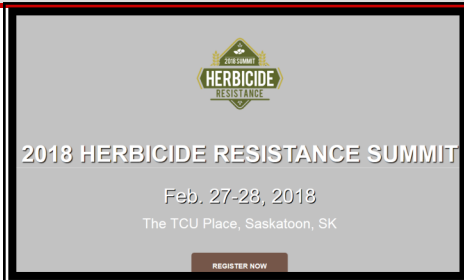 2018 SUMMIT
HERBICIDE
RESISTANCE
2018 HERBICIDE RESISTANCE SUMMIT
Feb. 27-28, 2018
The TCU Place, Saskatoon, SK
REGISTER NOW